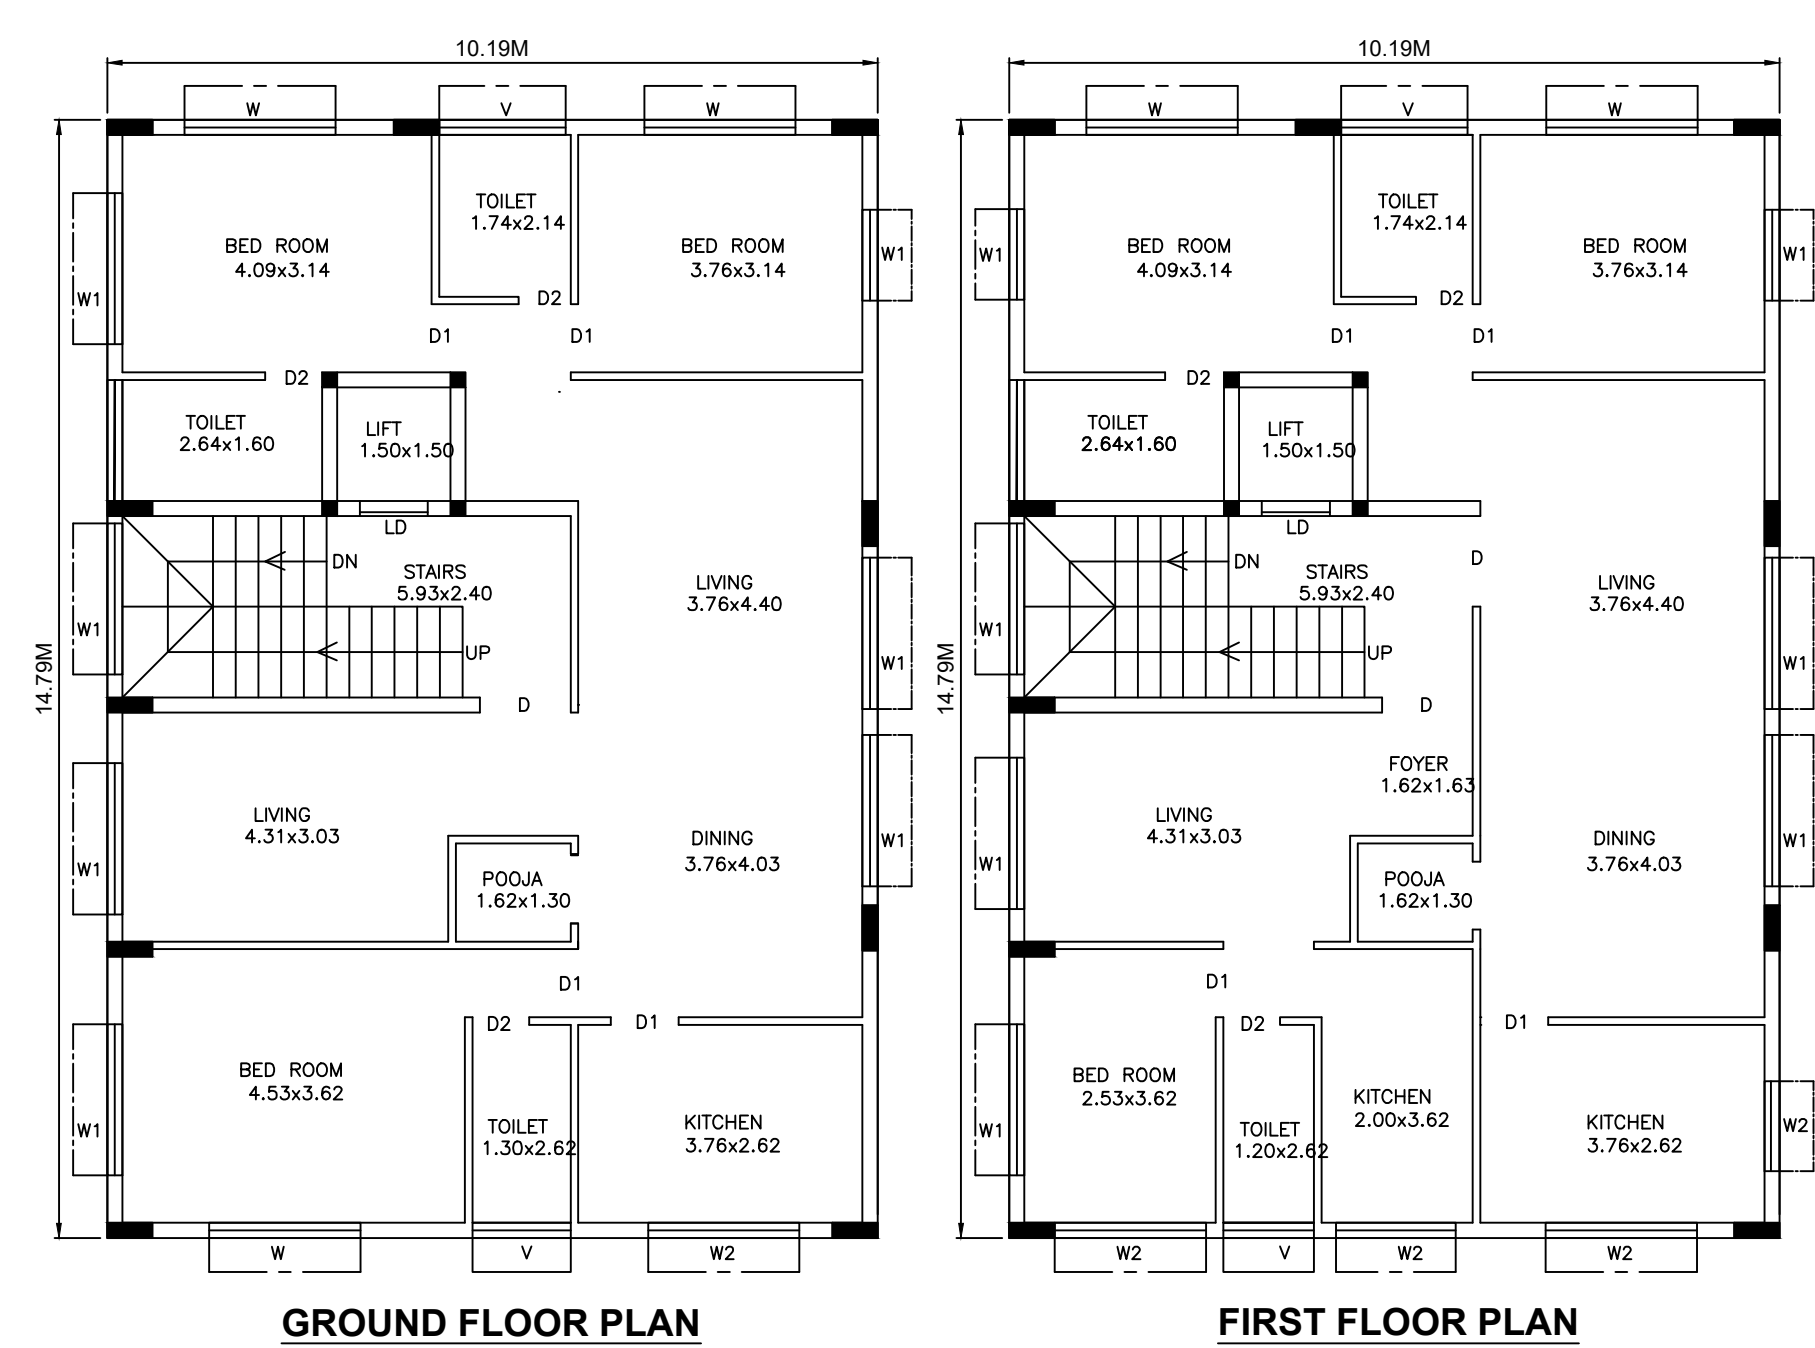 10.19M
W
V
W
TOILET
1.74x2.14
BED ROOM
4.09x3.14
BED ROOM
3.76x3.14
W1
W1
D2
D1
D1
D2
TOILET
2.64x1.60
LIFT
1.50x1.50
LD
DN
STAIRS
5.93x2.40
LIVING
3.76x4.40
W1
UP
W1
14.79M
D
LIVING
4.31x3.03
DINING
3.76x4.03
W1
W1
POOJA
1.62x1.30
D1
D2
D1
BED ROOM
4.53x3.62
W1
TOILET
1.30x2.62
KITCHEN
3.76x2.62
W
V
W2
GROUND FLOOR PLAN
10.19M
W
V
W
TOILET
1.74x2.14
BED ROOM
4.09x3.14
BED ROOM
3.76x3.14
W1
W1
D2
D1
D1
D2
TOILET
2.64x1.60
LIFT
1.50x1.50
LD
DN
D
STAIRS
5.93x2.40
LIVING
3.76x4.40
W1
UP
W1
14.79M
D
FOYER
1.62x1.63
LIVING
4.31x3.03
DINING
3.76x4.03
W1
W1
POOJA
1.62x1.30
D1
D2
D1
BED ROOM
2.53x3.62
KITCHEN
2.00x3.62
W1
TOILET
1.20x2.62
KITCHEN
3.76x2.62
W2
W2
V
W2
W2
FIRST FLOOR PLAN